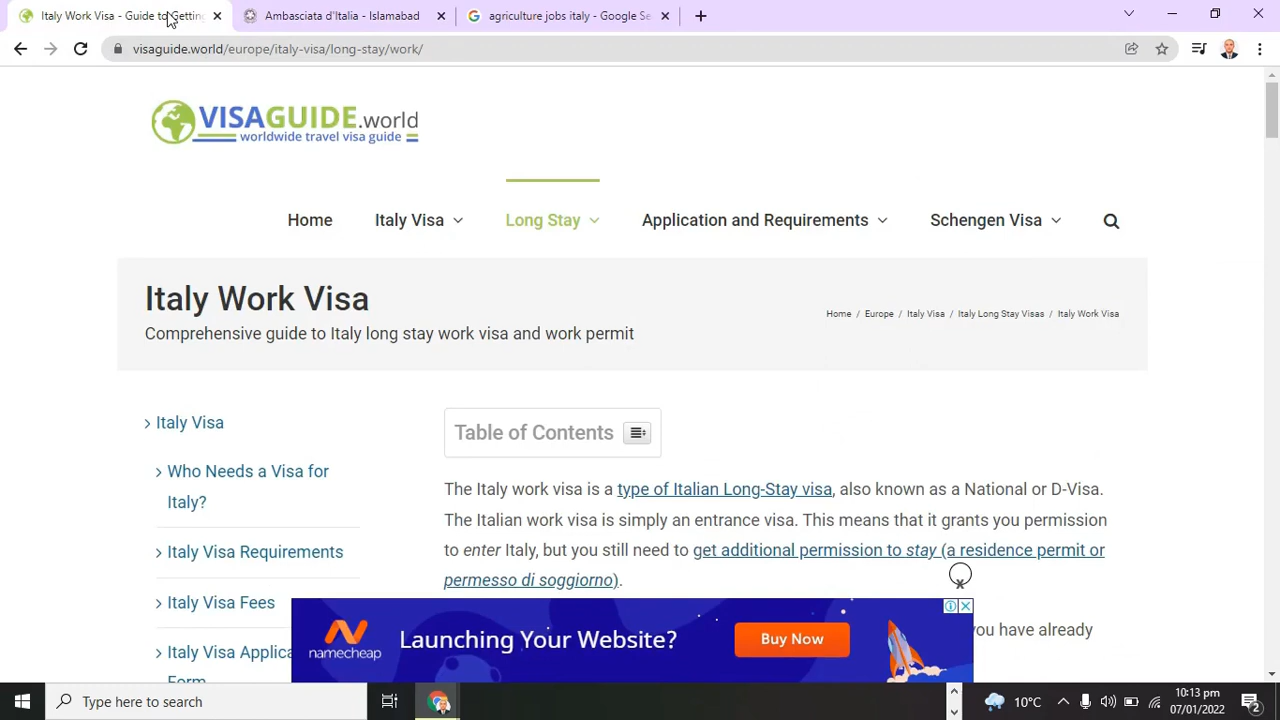 Italy Work Visa - Guide to Getting
Ambasciata d'Italia - Islamabad
agriculture jobs italy - Google Se
visaguide.world/europe/italy-visa/long-stay/work/
VISAGUIDE.world
worldwide travel visa guide
Home
Italy Visa
Long Stay
Application and Requirements
Schengen Visa
Italy Work Visa
Comprehensive guide to Italy long stay work visa and work permit
Home / Europe / Italy Visa / Italy Long Stay Visas / Italy Work Visa
Italy Visa
Who Needs a Visa for
Italy?
Italy Visa Requirements
Italy Visa Fees
Italy Visa Applica
Form
Table of Contents
The Italy work visa is a type of Italian Long-Stay visa, also known as a National or D-Visa.
The Italian work visa is simply an entrance visa. This means that it grants you permission
to enter Italy, but you still need to get additional permission to stay (a residence permit or
permesso di soggiorno).
you have already
namecheap
Launching Your Website?
Buy Now
Type here to search
10°C
10:13 pm
07/01/2022
2